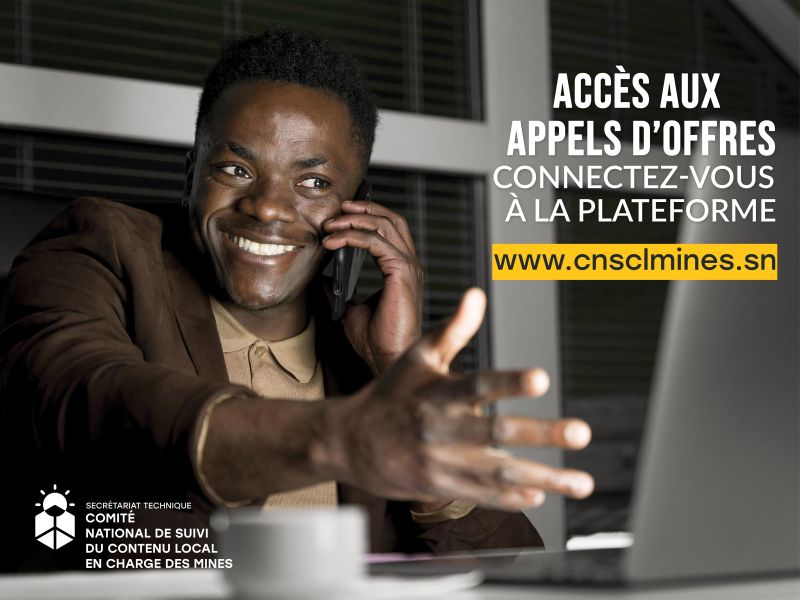 ACCÈS AUX
APPELS D'OFFRES
CONNECTEZ-VOUS
À LA PLATEFORME
www.cnsclmines.sn
SECRÉTARIAT TECHNIQUE
COMITÉ
NATIONAL DE SUIVI
DU CONTENU LOCAL
EN CHARGE DES MINES